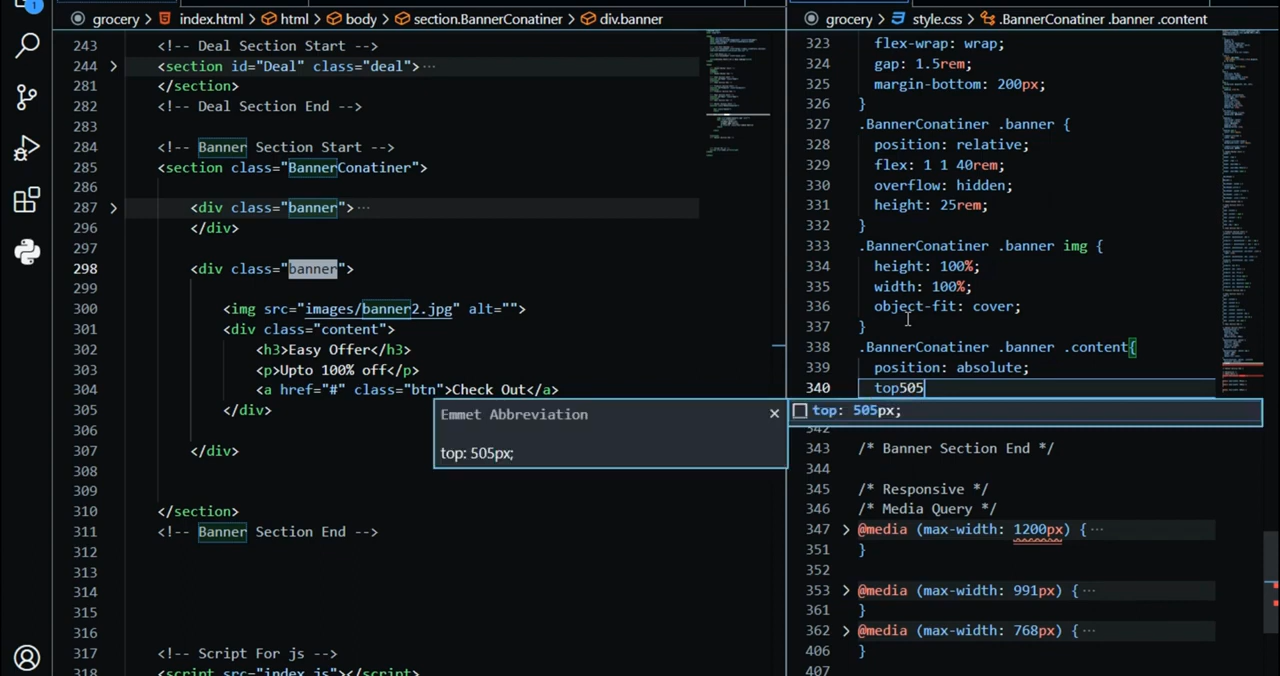 1
grocery > index.html > html > body > section.BannerConatiner > div.banner
243 <!-- Deal Section Start -->
244 > <section id="Deal" class="deal"> ···
281 </section>
282 <!-- Deal Section End -->
283
284 <!-- Banner Section Start -->
285 <section class="BannerConatiner">
286
287 > <div class="banner"> ···
296 </div>
297
298 <div class="banner">
299
300 <img src="images/banner2.jpg" alt="">
301 <div class="content">
302 <h3>Easy Offer</h3>
303 <p>Upto 100% off</p>
304 <a href="#" class="btn">Check Out</a>
305 </div>
306
307 </div>
308
309
310 </section>
311 <!-- Banner Section End -->
312
313
314
315
316
317 <!-- Script For js -->
318 <script src="index.js"></script>
Emmet Abbreviation
top: 505px;
grocery > style.css > .BannerConatiner .banner .content
323 flex-wrap: wrap;
324 gap: 1.5rem;
325 margin-bottom: 200px;
326 }
327 .BannerConatiner .banner {
328 position: relative;
329 flex: 1 1 40rem;
330 overflow: hidden;
331 height: 25rem;
332 }
333 .BannerConatiner .banner img {
334 height: 100%;
335 width: 100%;
336 object-fit: cover;
337 }
338 .BannerConatiner .banner .content{
339 position: absolute;
340 top505
top: 505px;
342
343 /* Banner Section End */
344
345 /* Responsive */
346 /* Media Query */
347 > @media (max-width: 1200px) { ···
351 }
352
353 > @media (max-width: 991px) { ···
361 }
362 > @media (max-width: 768px) { ···
406 }
407